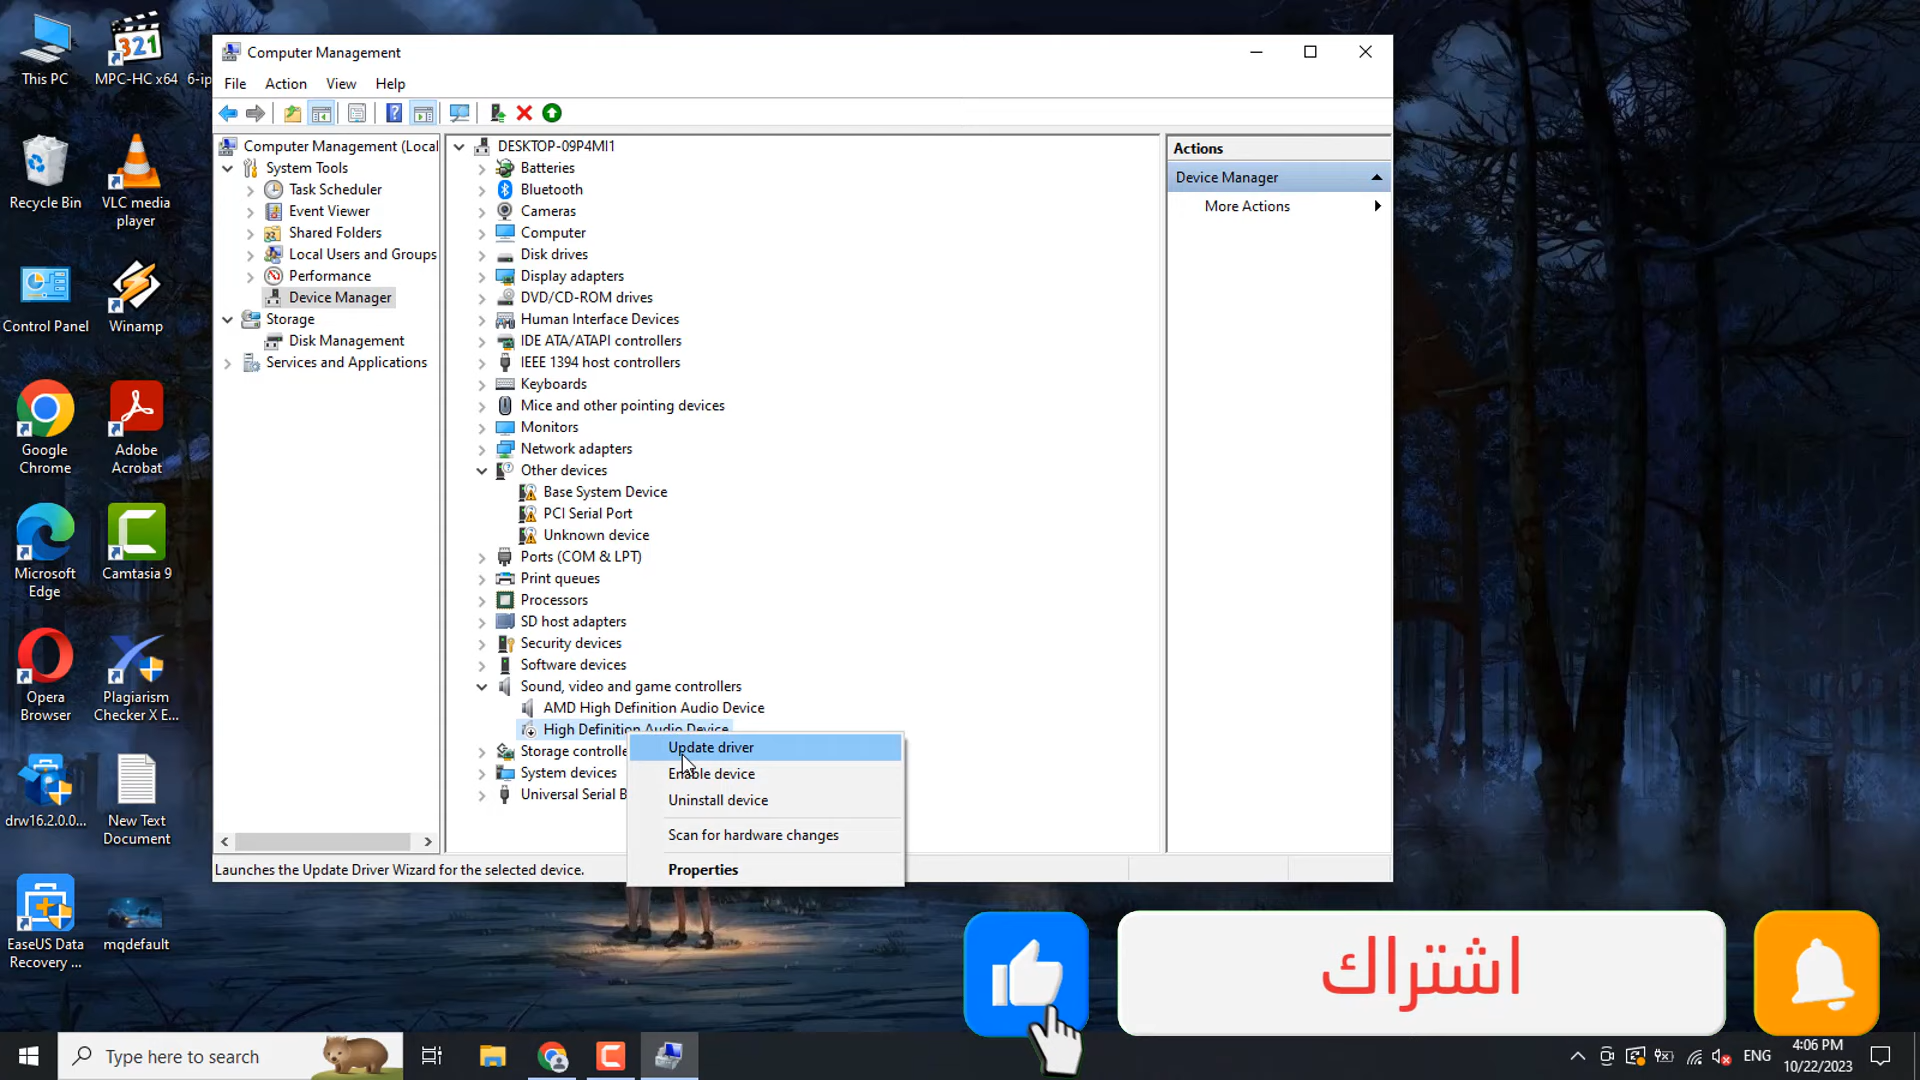 This PC
MPC-HC x64
6-ip
Recycle Bin
VLC media
player
Control Panel
Winamp
Google
Chrome
Adobe
Acrobat
Microsoft
Edge
Camtasia 9
Opera
Browser
Plagiarism
Checker X E...
drw16.2.0.0...
New Text
Document
EaseUS Data
Recovery ...
mqdefault
Computer Management
File
Action
View
Help
Computer Management (Local
System Tools
Task Scheduler
Event Viewer
Shared Folders
Local Users and Groups
Performance
Device Manager
Storage
Disk Management
Services and Applications
DESKTOP-09P4MI1
Batteries
Bluetooth
Cameras
Computer
Disk drives
Display adapters
DVD/CD-ROM drives
Human Interface Devices
IDE ATA/ATAPI controllers
IEEE 1394 host controllers
Keyboards
Mice and other pointing devices
Monitors
Network adapters
Other devices
Base System Device
PCI Serial Port
Unknown device
Ports (COM & LPT)
Print queues
Processors
SD host adapters
Security devices
Software devices
Sound, video and game controllers
AMD High Definition Audio Device
High Definition Audio Device
Storage controlle
System devices
Universal Serial B
Update driver
Enable device
Uninstall device
Scan for hardware changes
Properties
Actions
Device Manager
More Actions
Launches the Update Driver Wizard for the selected device.
اشتراك
Type here to search
ENG
4:06 PM
10/22/2023